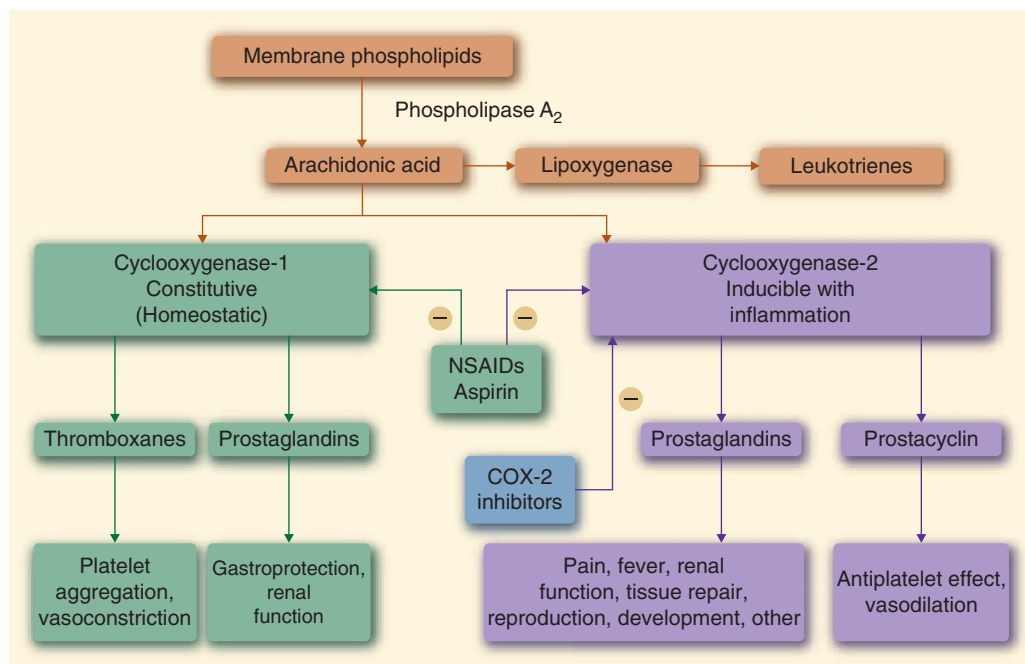 Membrane phospholipids
Phospholipase A2
Arachidonic acid
Lipoxygenase
Leukotrienes
Cyclooxygenase-1
Constitutive
(Homeostatic)
Cyclooxygenase-2
Inducible with
inflammation
−
−
NSAIDs
Aspirin
−
Thromboxanes
Prostaglandins
Prostaglandins
Prostacyclin
COX-2
inhibitors
Platelet
aggregation,
vasoconstriction
Gastroprotection,
renal
function
Pain, fever, renal
function, tissue repair,
reproduction, development, other
Antiplatelet effect,
vasodilation